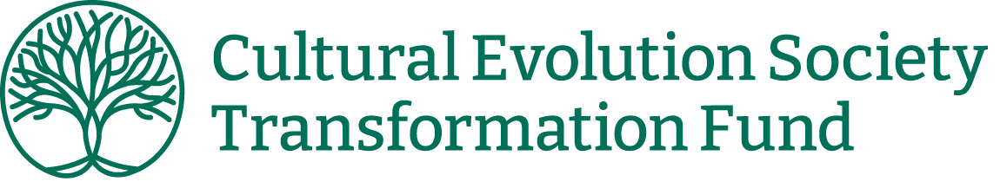 Cultural Evolution Society
Transformation Fund